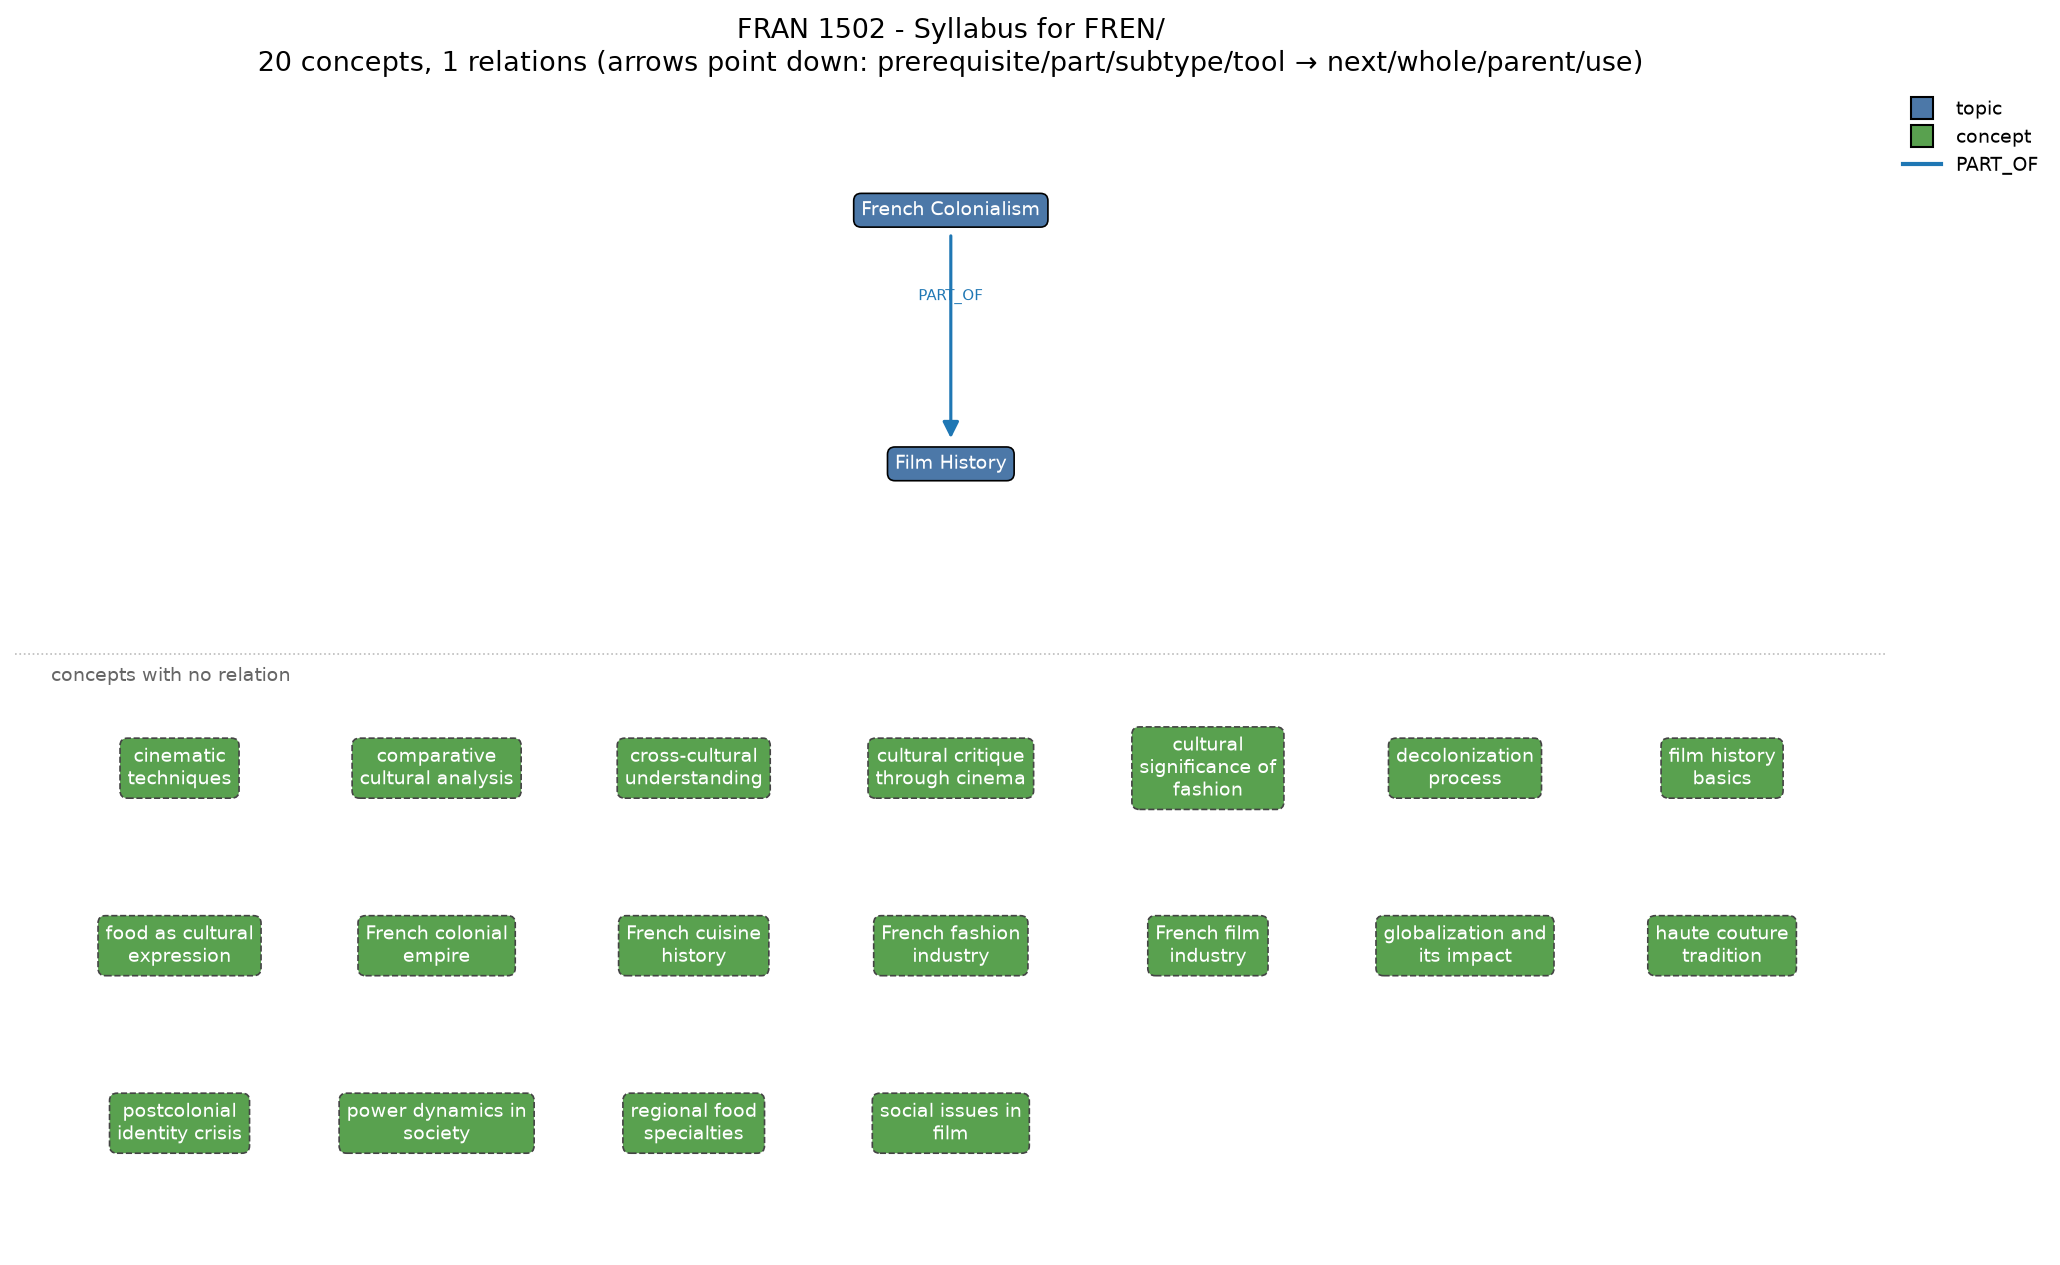 FRAN 1502 - Syllabus for FREN/
20 concepts, 1 relations (arrows point down: prerequisite/part/subtype/tool → next/whole/parent/use)
topic
concept
PART_OF
French Colonialism
PART_OF
Film History
concepts with no relation
cinematic
techniques
comparative
cultural analysis
cross-cultural
understanding
cultural critique
through cinema
cultural
significance of
fashion
decolonization
process
film history
basics
food as cultural
expression
French colonial
empire
French cuisine
history
French fashion
industry
French film
industry
globalization and
its impact
haute couture
tradition
postcolonial
identity crisis
power dynamics in
society
regional food
specialties
social issues in
film